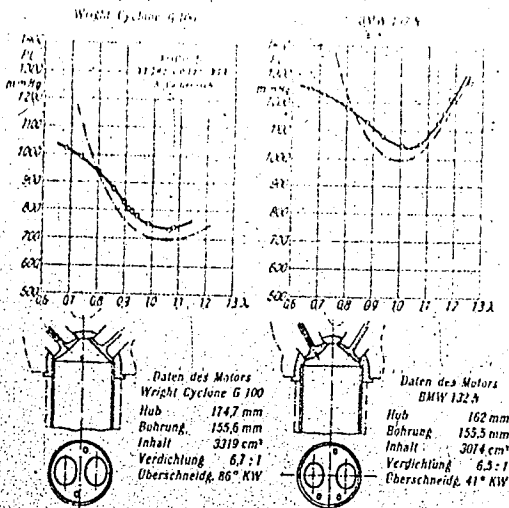 Wright Cyclone G 100
BMW 132 N
PL
mmHg
1300
1200
1100
1000
900
800
700
600
500
0,6 0,7 0,8 0,9 1,0 1,1 1,2 1,3 λ
mmHg
1200
1100
1000
900
800
700
600
500
0,6 0,7 0,8 0,9 1,0 1,1 1,2 1,3 λ
Daten des Motors
Wright Cyclone G 100
Hub 174,7 mm
Bohrung 155,6 mm
Inhalt 3319 cm³
Verdichtung 6,7 : 1
Überschneidg. 86° KW
Daten des Motors
BMW 132 N
Hub 162 mm
Bohrung 155,5 mm
Inhalt 3074 cm³
Verdichtung 6,5 : 1
Überschneidg. 41° KW